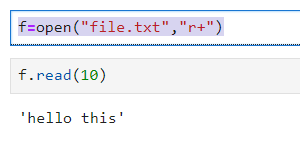 f=open("file.txt","r+")
f.read(10)
'hello this'